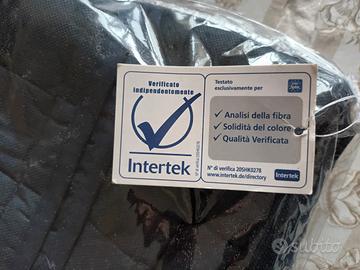 Verificato
indipendentemente
Intertek
Testato
esclusivamente per
Analisi della fibra
Solidità del colore
Qualità Verificata
N° di verifica 205HK0278
www.intertek.de/directory
Intertek
subito